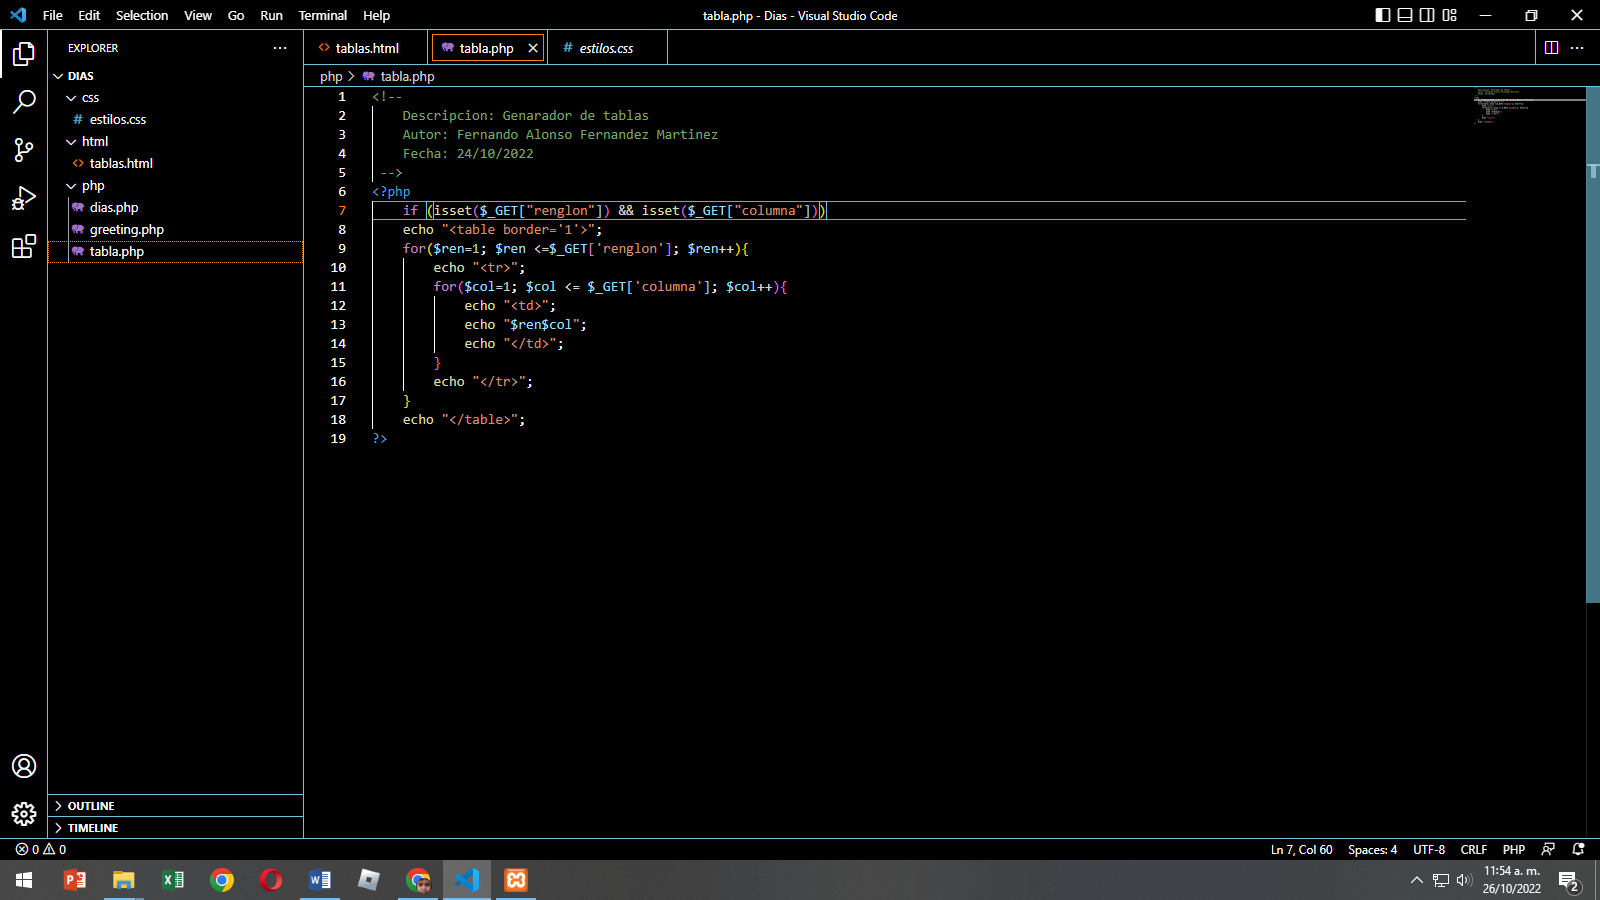 File Edit Selection View Go Run Terminal Help
tabla.php - Dias - Visual Studio Code
EXPLORER
DIAS
css
# estilos.css
html
<> tablas.html
php
dias.php
greeting.php
tabla.php
OUTLINE
TIMELINE
<> tablas.html
tabla.php
# estilos.css
php > tabla.php
1 <!--
2 Descripcion: Genarador de tablas
3 Autor: Fernando Alonso Fernandez Martinez
4 Fecha: 24/10/2022
5 -->
6 <?php
7 if (isset($_GET["renglon"]) && isset($_GET["columna"]))
8 echo "<table border='1'>";
9 for($ren=1; $ren <=$_GET['renglon']; $ren++){
10 echo "<tr>";
11 for($col=1; $col <= $_GET['columna']; $col++){
12 echo "<td>";
13 echo "$ren$col";
14 echo "</td>";
15 }
16 echo "</tr>";
17 }
18 echo "</table>";
19 ?>
0 0
Ln 7, Col 60 Spaces: 4 UTF-8 CRLF PHP
11:54 a. m.
26/10/2022
2